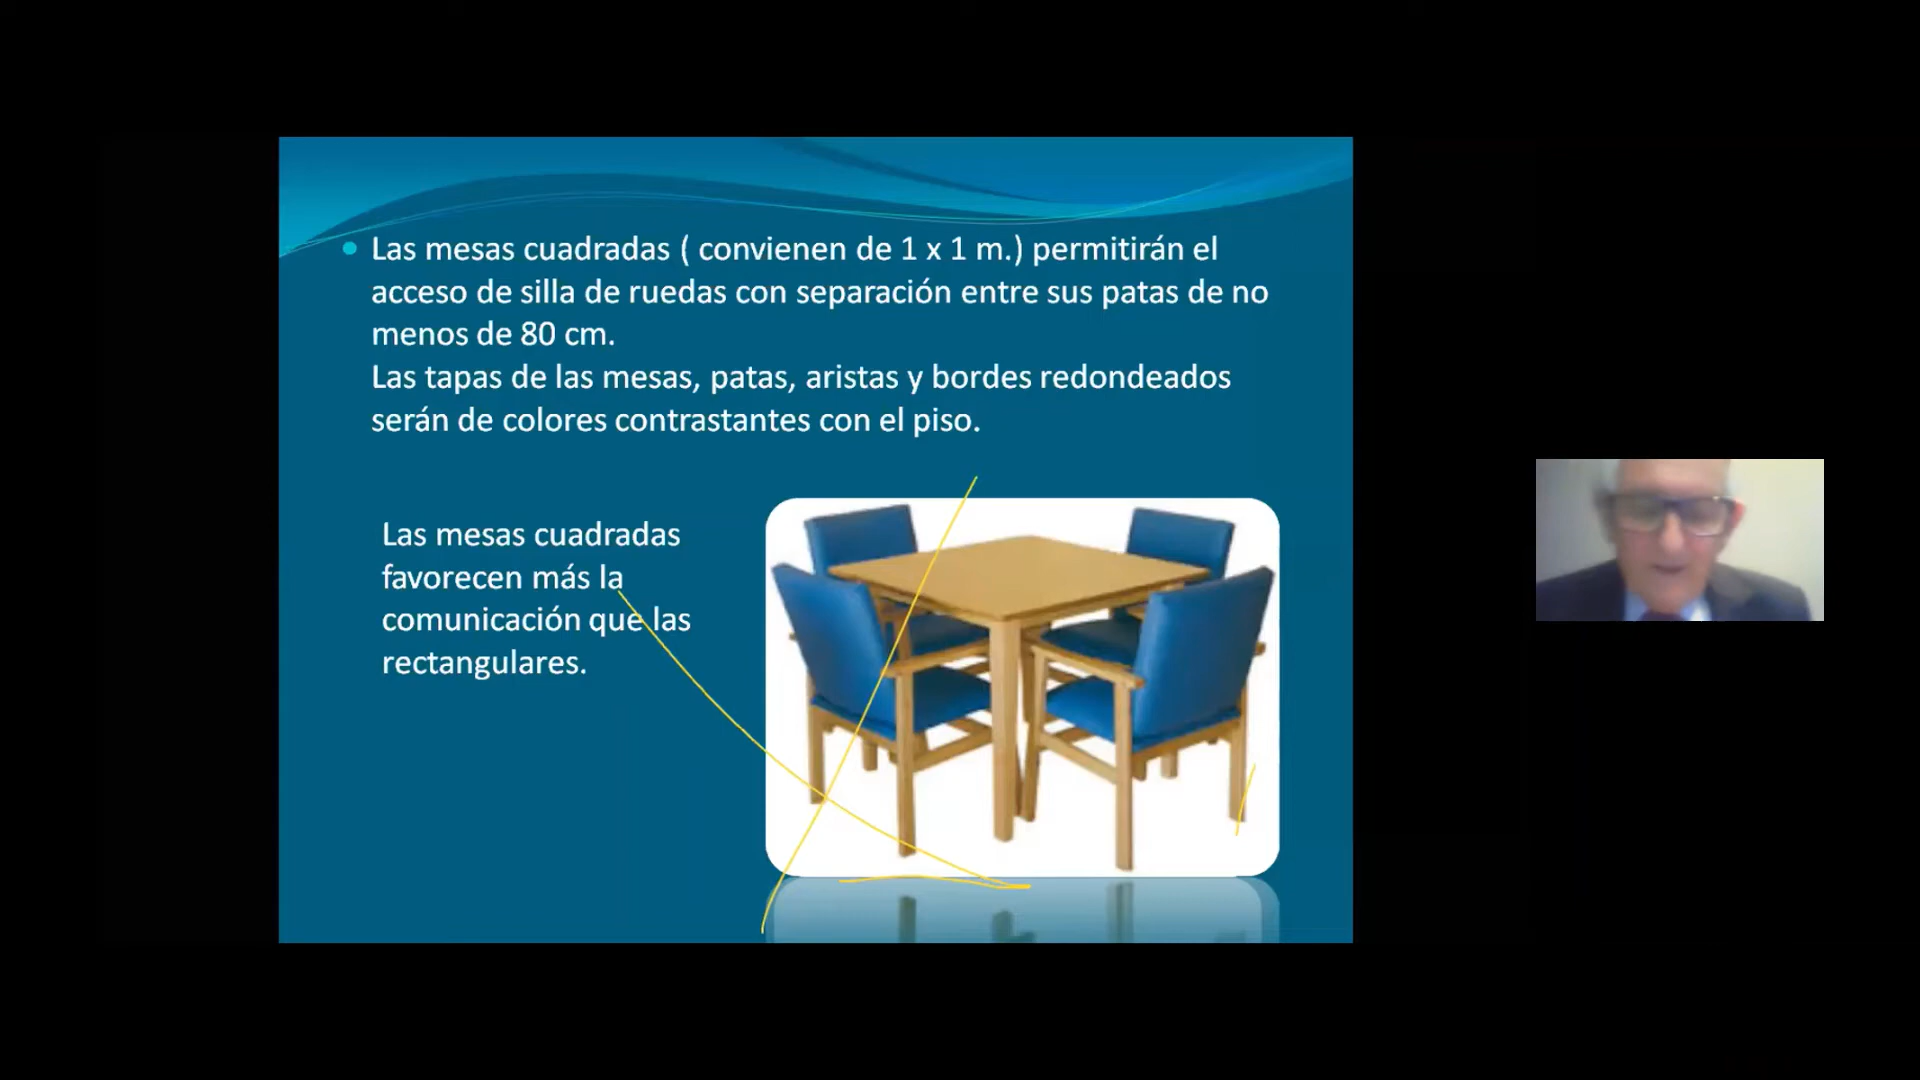 Las mesas cuadradas ( convienen de 1 x 1 m.) permitirán el
acceso de silla de ruedas con separación entre sus patas de no
menos de 80 cm.
Las tapas de las mesas, patas, aristas y bordes redondeados
serán de colores contrastantes con el piso.
Las mesas cuadradas
favorecen más la
comunicación que las
rectangulares.